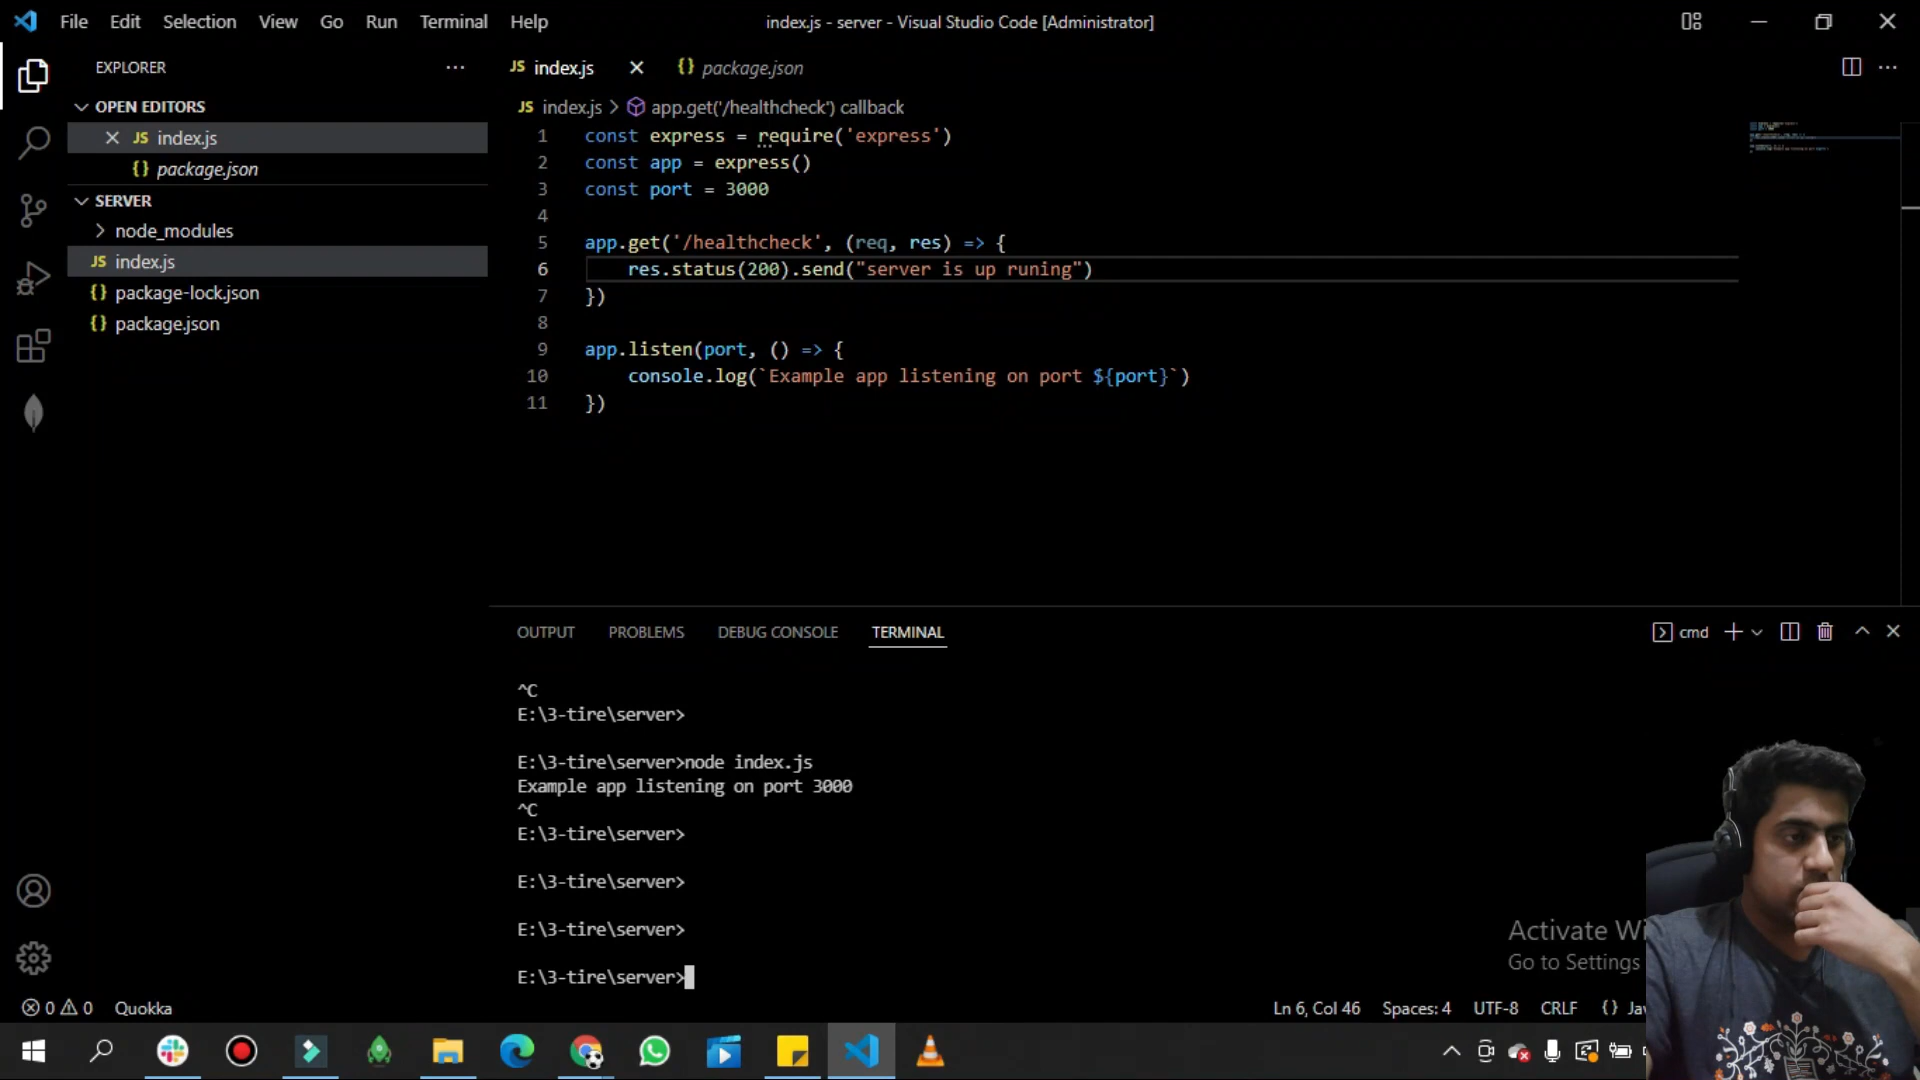 File Edit Selection View Go Run Terminal Help
index.js - server - Visual Studio Code [Administrator]
EXPLORER
OPEN EDITORS
JS index.js
{} package.json
SERVER
node_modules
JS index.js
{} package-lock.json
{} package.json
JS index.js
{} package.json
JS index.js > app.get('/healthcheck') callback
1 const express = require('express')
2 const app = express()
3 const port = 3000
4
5 app.get('/healthcheck', (req, res) => {
6 res.status(200).send("server is up runing")
7 })
8
9 app.listen(port, () => {
10 console.log(`Example app listening on port ${port}`)
11 })
OUTPUT PROBLEMS DEBUG CONSOLE TERMINAL
cmd
^C
E:\3-tire\server>
E:\3-tire\server>node index.js
Example app listening on port 3000
^C
E:\3-tire\server>
E:\3-tire\server>
E:\3-tire\server>
E:\3-tire\server>
Activate
Go to Settings
0 0 Quokka
Ln 6, Col 46 Spaces: 4 UTF-8 CRLF {}